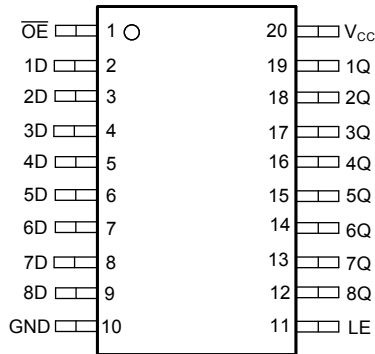 O̅E̅ 1 20 VCC
1D 2 19 1Q
2D 3 18 2Q
3D 4 17 3Q
4D 5 16 4Q
5D 6 15 5Q
6D 7 14 6Q
7D 8 13 7Q
8D 9 12 8Q
GND 10 11 LE